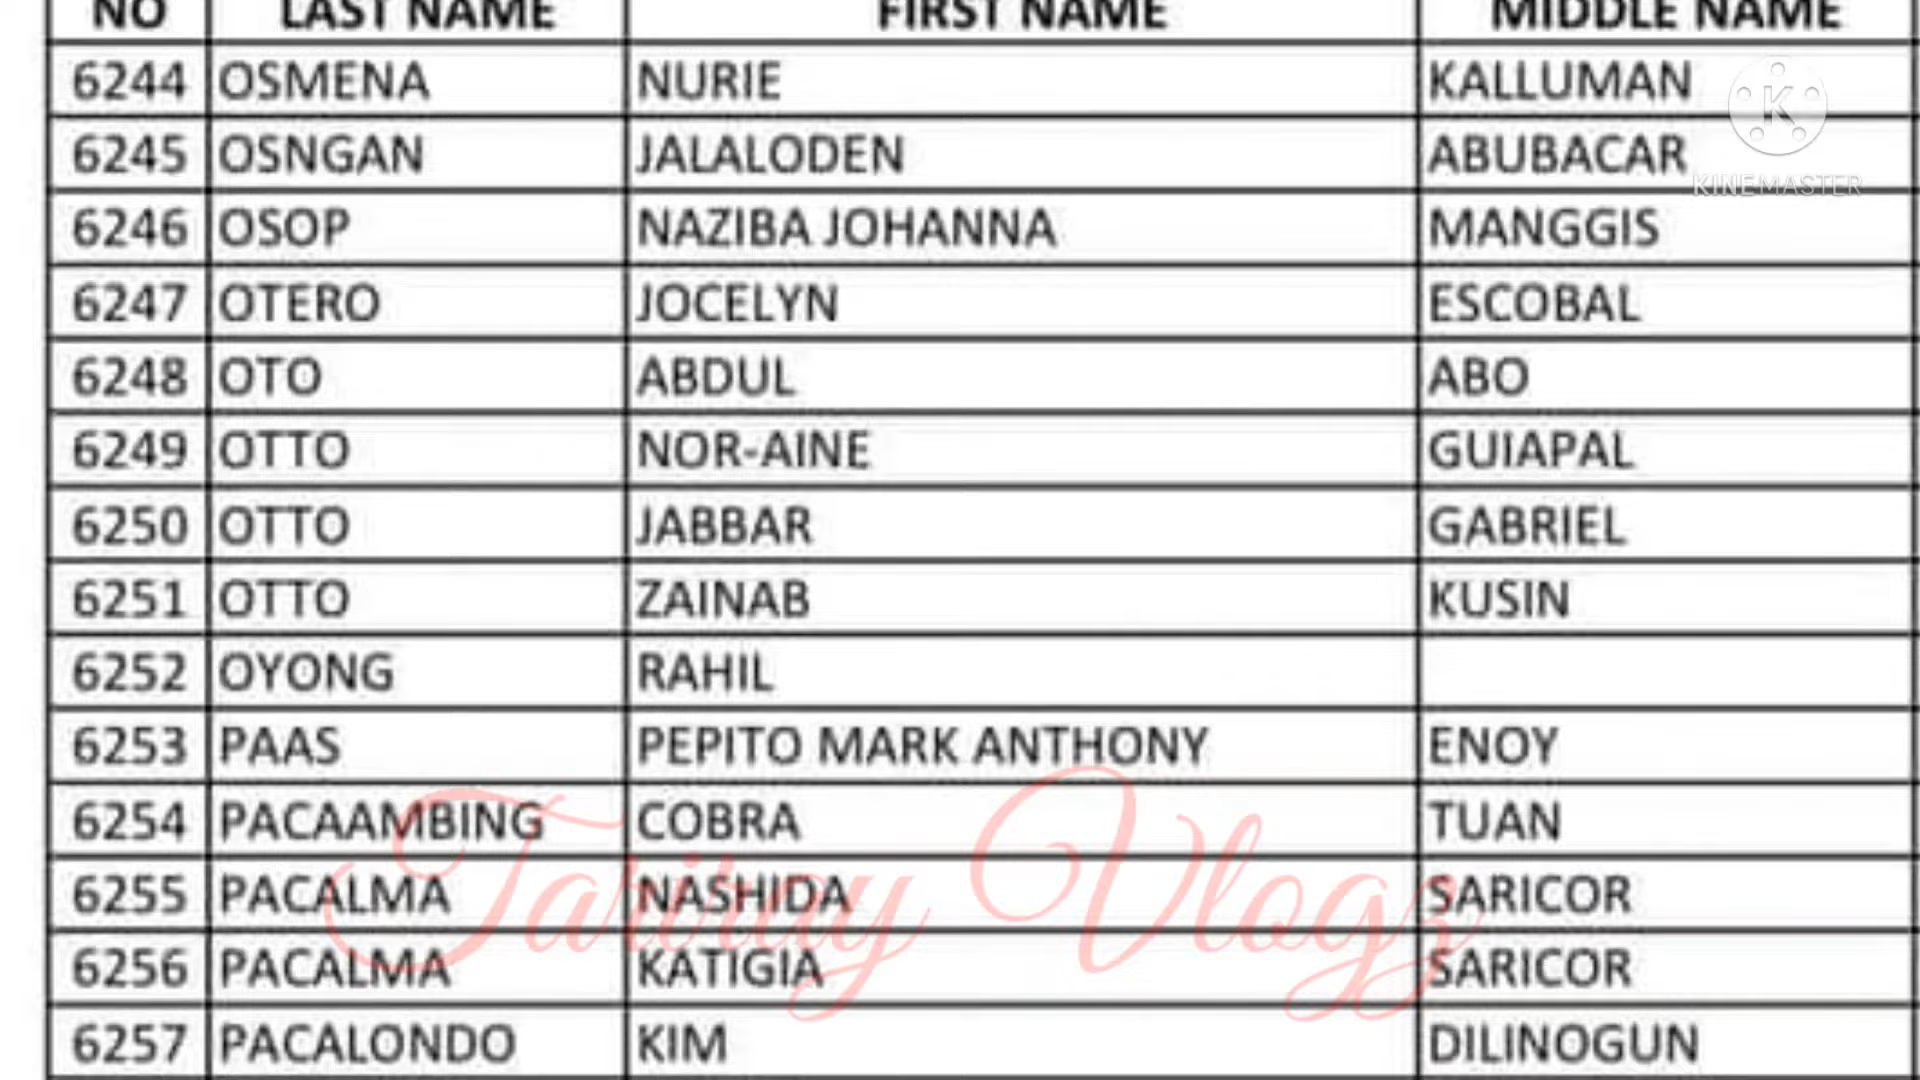 NO LAST NAME FIRST NAME MIDDLE NAME
6244 OSMENA NURIE KALLUMAN
6245 OSNGAN JALALODEN ABUBACAR
KINEMASTER
6246 OSOP NAZIBA JOHANNA MANGGIS
6247 OTERO JOCELYN ESCOBAL
6248 OTO ABDUL ABO
6249 OTTO NOR-AINE GUIAPAL
6250 OTTO JABBAR GABRIEL
6251 OTTO ZAINAB KUSIN
6252 OYONG RAHIL
6253 PAAS PEPITO MARK ANTHONY ENOY
6254 PACAAMBING COBRA TUAN
6255 PACALMA NASHIDA SARICOR
Vlogz
6256 PACALMA KATIGIA SARICOR
6257 PACALONDO KIM DILINOGUN